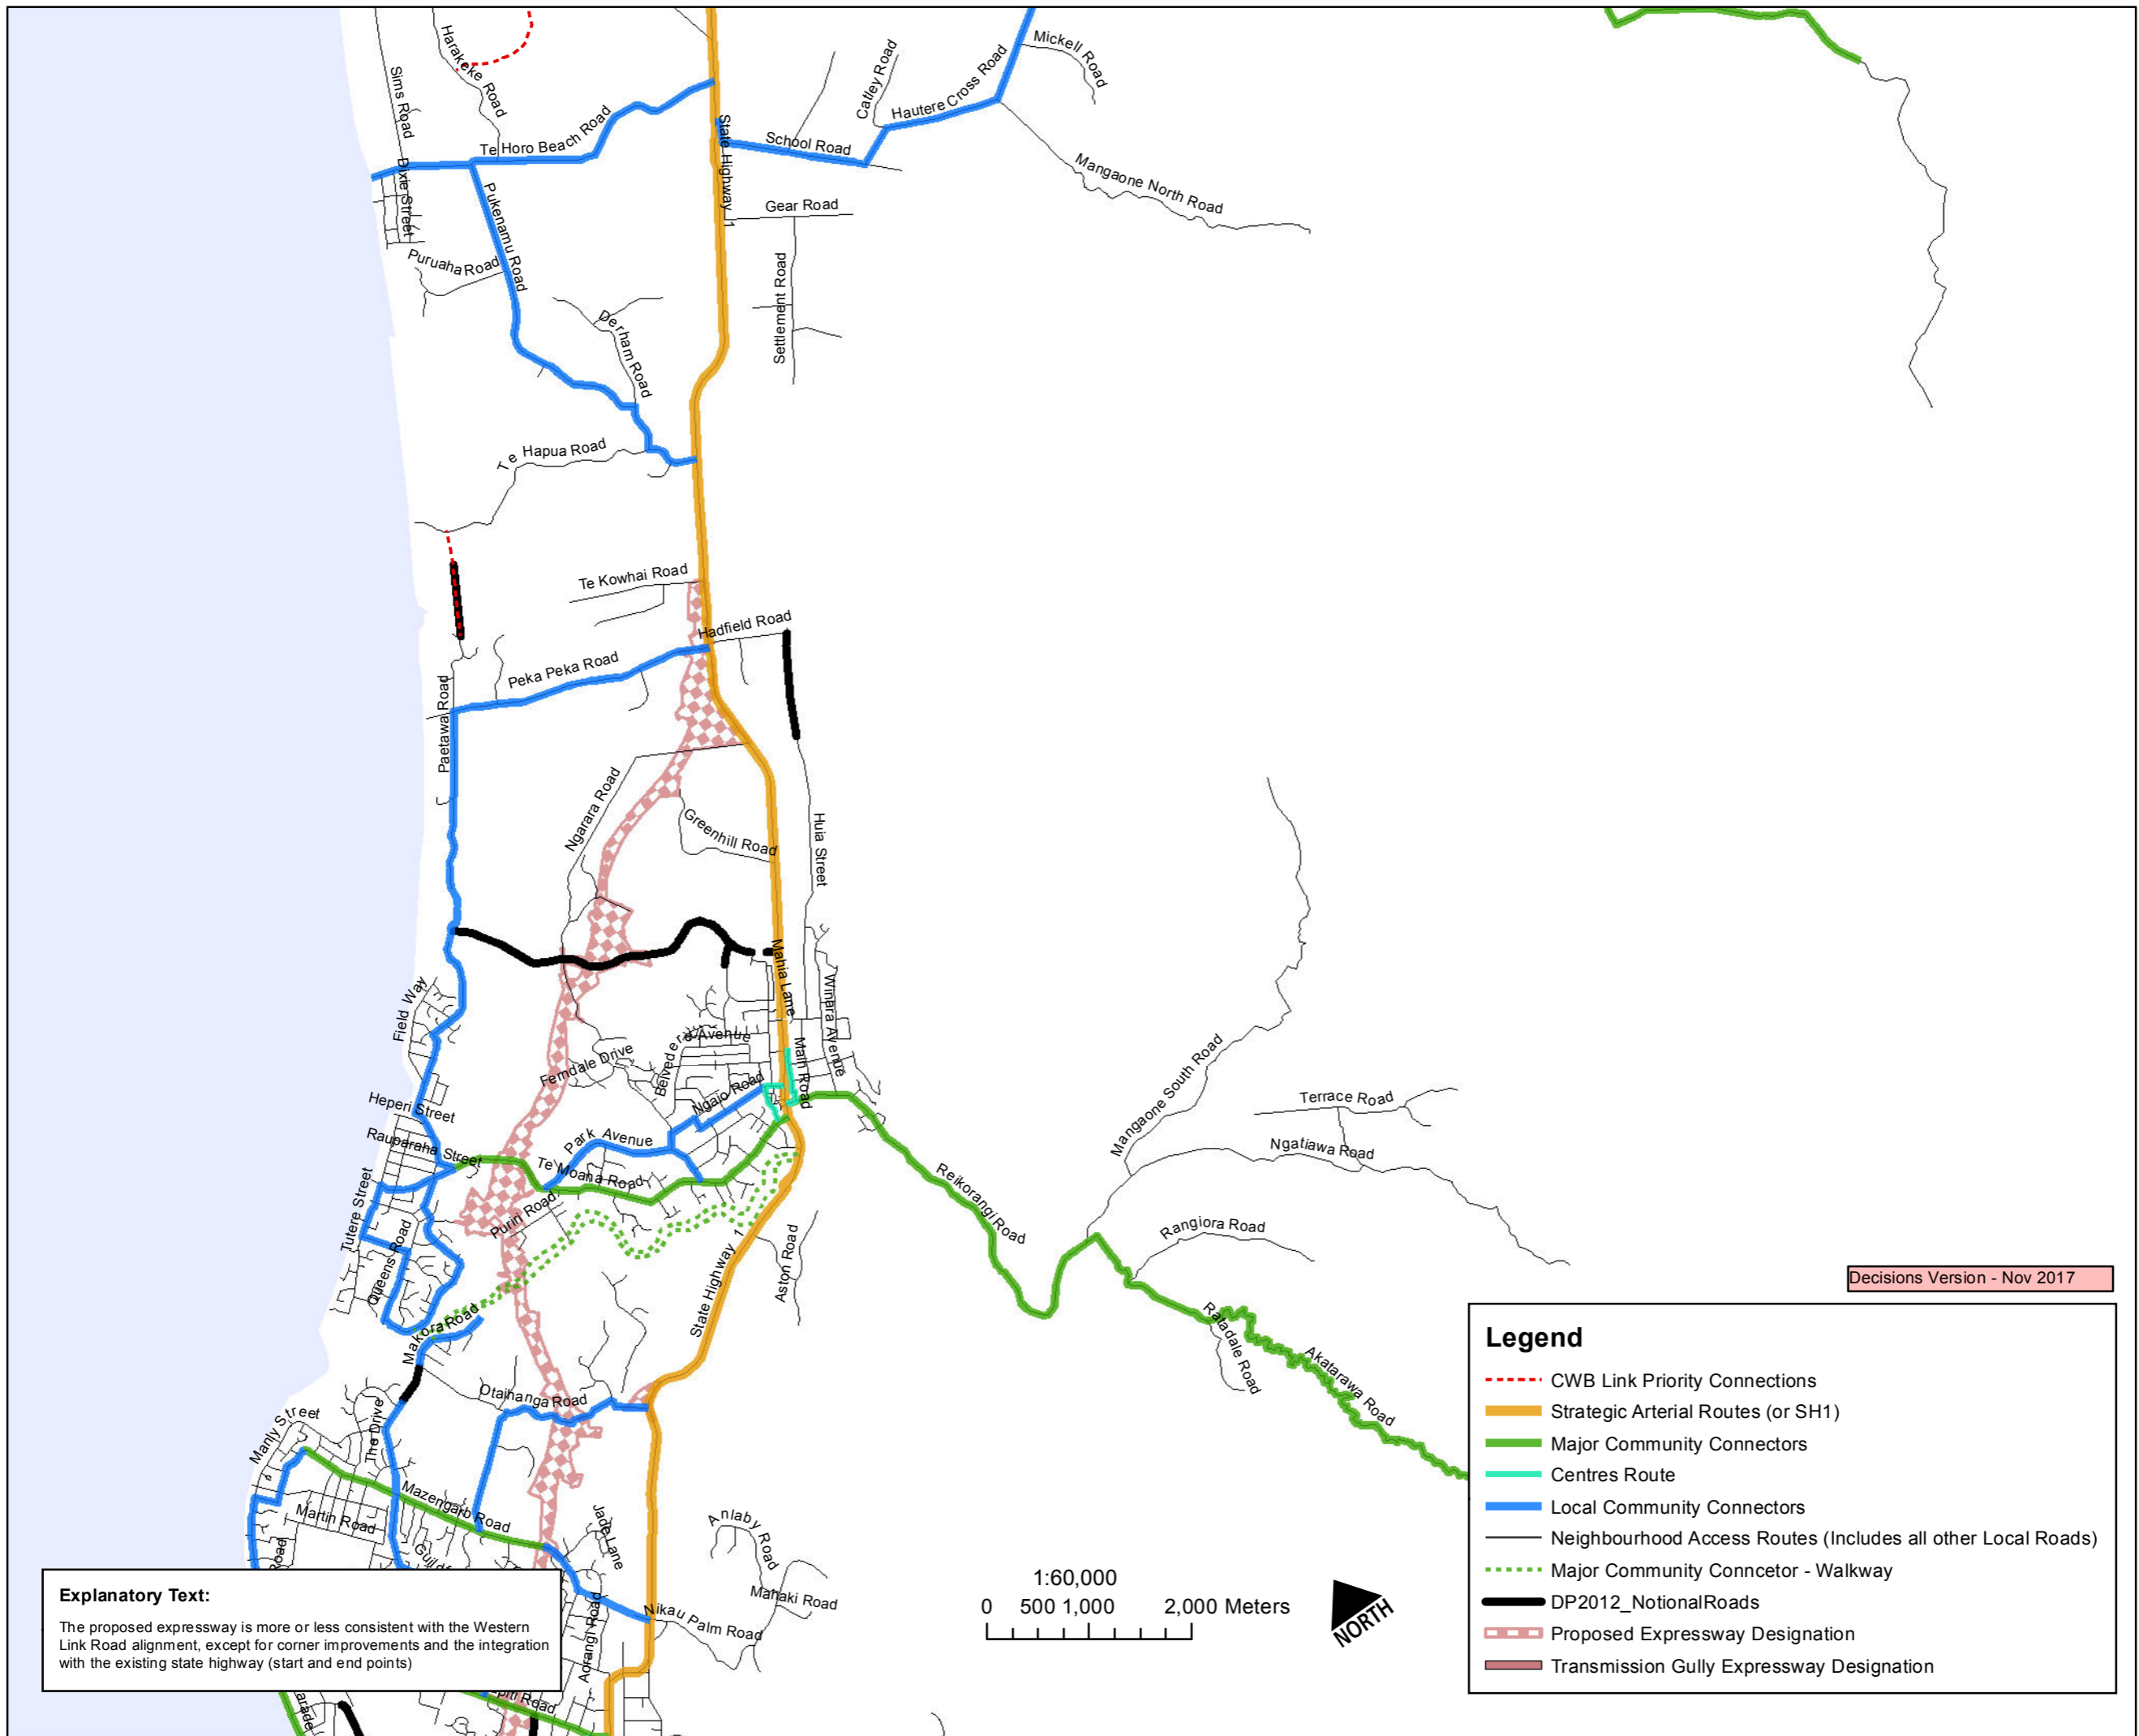 Harakeke Road
Sims Road
Te Horo Beach Road
Dixie Street
Pukenamu Road
Puruaha Road
State Highway 1
School Road
Catley Road
Hautere Cross Road
Mickell Road
Mangaone North Road
Gear Road
Settlement Road
Derham Road
Te Hapua Road
Te Kowhai Road
Hadfield Road
Peka Peka Road
Paetawa Road
Ngarara Road
Greenhill Road
Huia Street
Mahia Lane
Winara Avenue
Main Road
Field Way
Ferndale Drive
Belvedere Avenue
Ngaio Road
Heperi Street
Rauparaha Street
Park Avenue
Te Moana Road
Puriri Road
Tutere Street
Queens Road
Makora Road
State Highway 1
Aston Road
Reikorangi Road
Mangaone South Road
Terrace Road
Ngatiawa Road
Rangiora Road
Ratadale Road
Akatarawa Road
Otaihanga Road
Manly Street
The Drive
Mazengarb Road
Martin Road
Jade Lane
Anlaby Road
Mahaki Road
Nikau Palm Road
Aorangi Road
Road
Road
Explanatory Text:
The proposed expressway is more or less consistent with the Western
Link Road alignment, except for corner improvements and the integration
with the existing state highway (start and end points)
1:60,000
0 500 1,000 2,000 Meters
NORTH
Decisions Version - Nov 2017
Legend
CWB Link Priority Connections
Strategic Arterial Routes (or SH1)
Major Community Connectors
Centres Route
Local Community Connectors
Neighbourhood Access Routes (Includes all other Local Roads)
Major Community Conncetor - Walkway
DP2012_NotionalRoads
Proposed Expressway Designation
Transmission Gully Expressway Designation